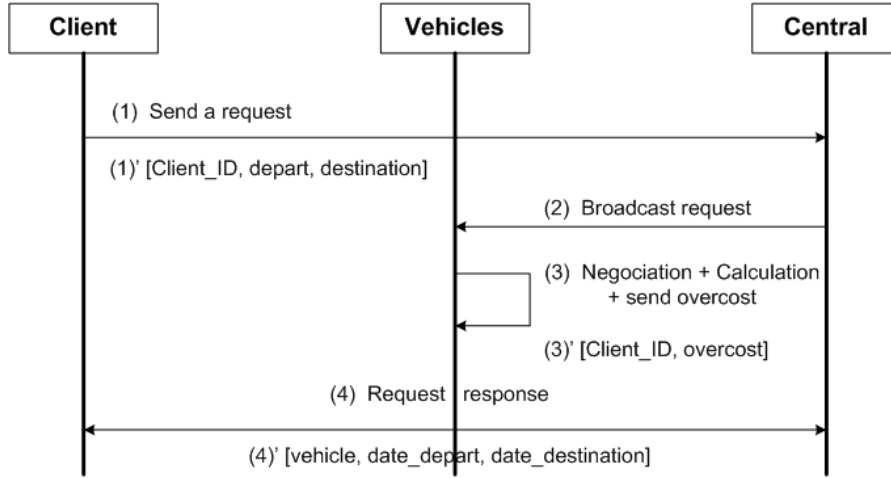 Client
Vehicles
Central
(1) Send a request
(1)’ [Client_ID, depart, destination]
(2) Broadcast request
(3) Negociation + Calculation
+ send overcost
(3)’ [Client_ID, overcost]
(4) Request response
(4)’ [vehicle, date_depart, date_destination]